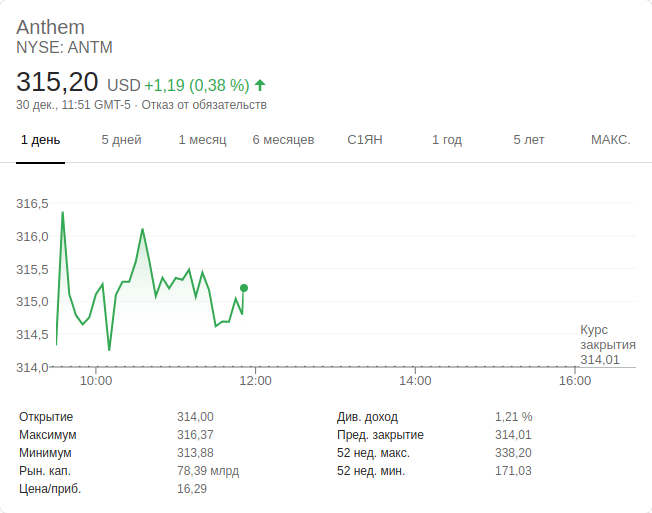 Anthem
NYSE: ANTM
315,20 USD +1,19 (0,38 %)
30 дек., 11:51 GMT-5 · Отказ от обязательств
1 день 5 дней 1 месяц 6 месяцев С1ЯН 1 год 5 лет МАКС.
316,5
316,0
315,5
315,0
314,5
314,0
Курс
закрытия
314,01
10:00 12:00 14:00 16:00
Открытие 314,00
Максимум 316,37
Минимум 313,88
Рын. кап. 78,39 млрд
Цена/приб. 16,29
Див. доход 1,21 %
Пред. закрытие 314,01
52 нед. макс. 338,20
52 нед. мин. 171,03